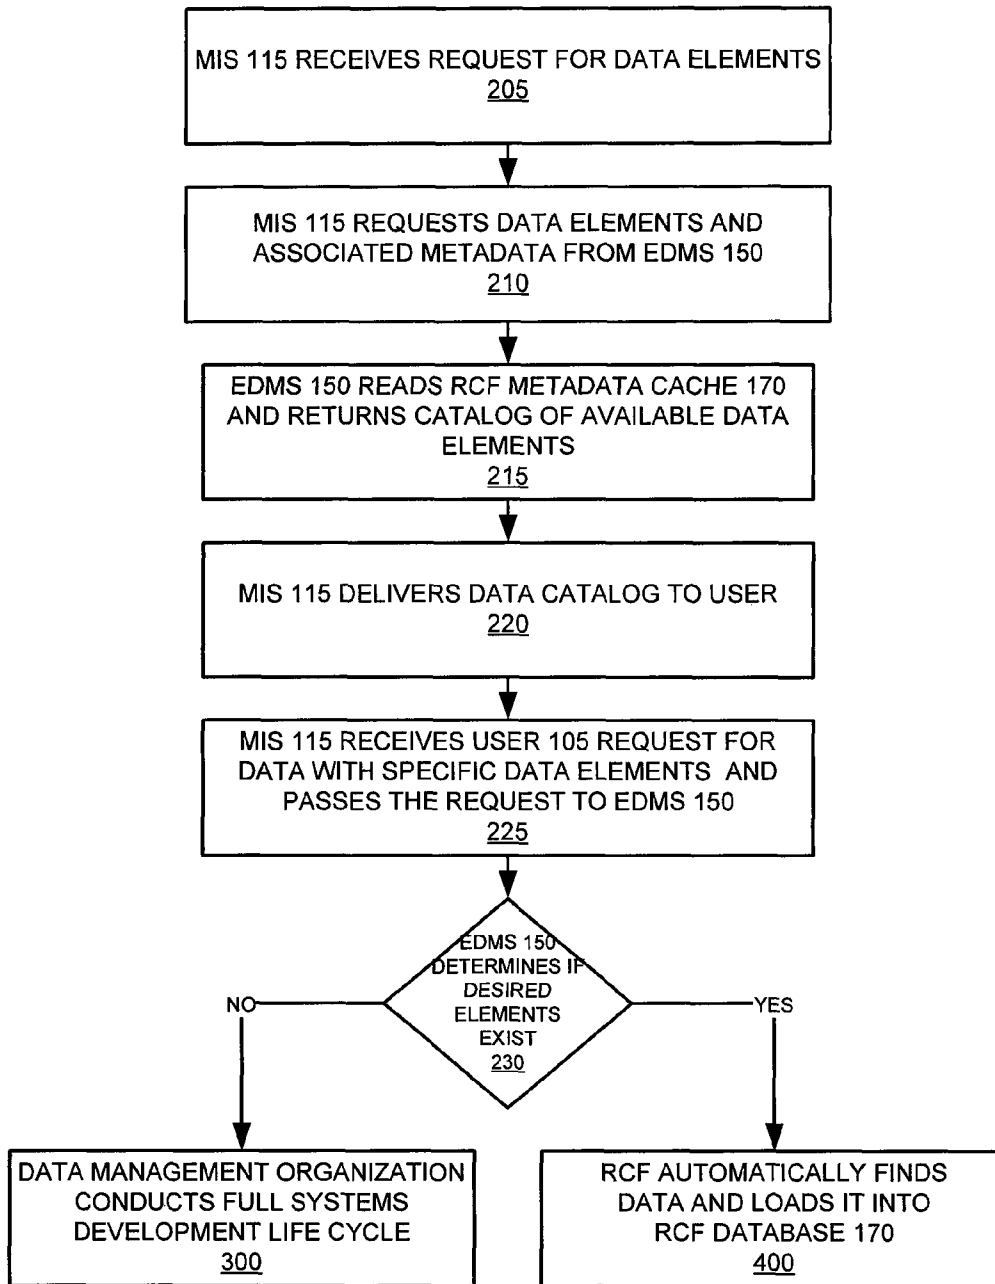 MIS 115 RECEIVES REQUEST FOR DATA ELEMENTS
205
MIS 115 REQUESTS DATA ELEMENTS AND
ASSOCIATED METADATA FROM EDMS 150
210
EDMS 150 READS RCF METADATA CACHE 170
AND RETURNS CATALOG OF AVAILABLE DATA
ELEMENTS
215
MIS 115 DELIVERS DATA CATALOG TO USER
220
MIS 115 RECEIVES USER 105 REQUEST FOR
DATA WITH SPECIFIC DATA ELEMENTS AND
PASSES THE REQUEST TO EDMS 150
225
EDMS 150
DETERMINES IF
DESIRED
ELEMENTS
EXIST
230
NO
YES
DATA MANAGEMENT ORGANIZATION
CONDUCTS FULL SYSTEMS
DEVELOPMENT LIFE CYCLE
300
RCF AUTOMATICALLY FINDS
DATA AND LOADS IT INTO
RCF DATABASE 170
400